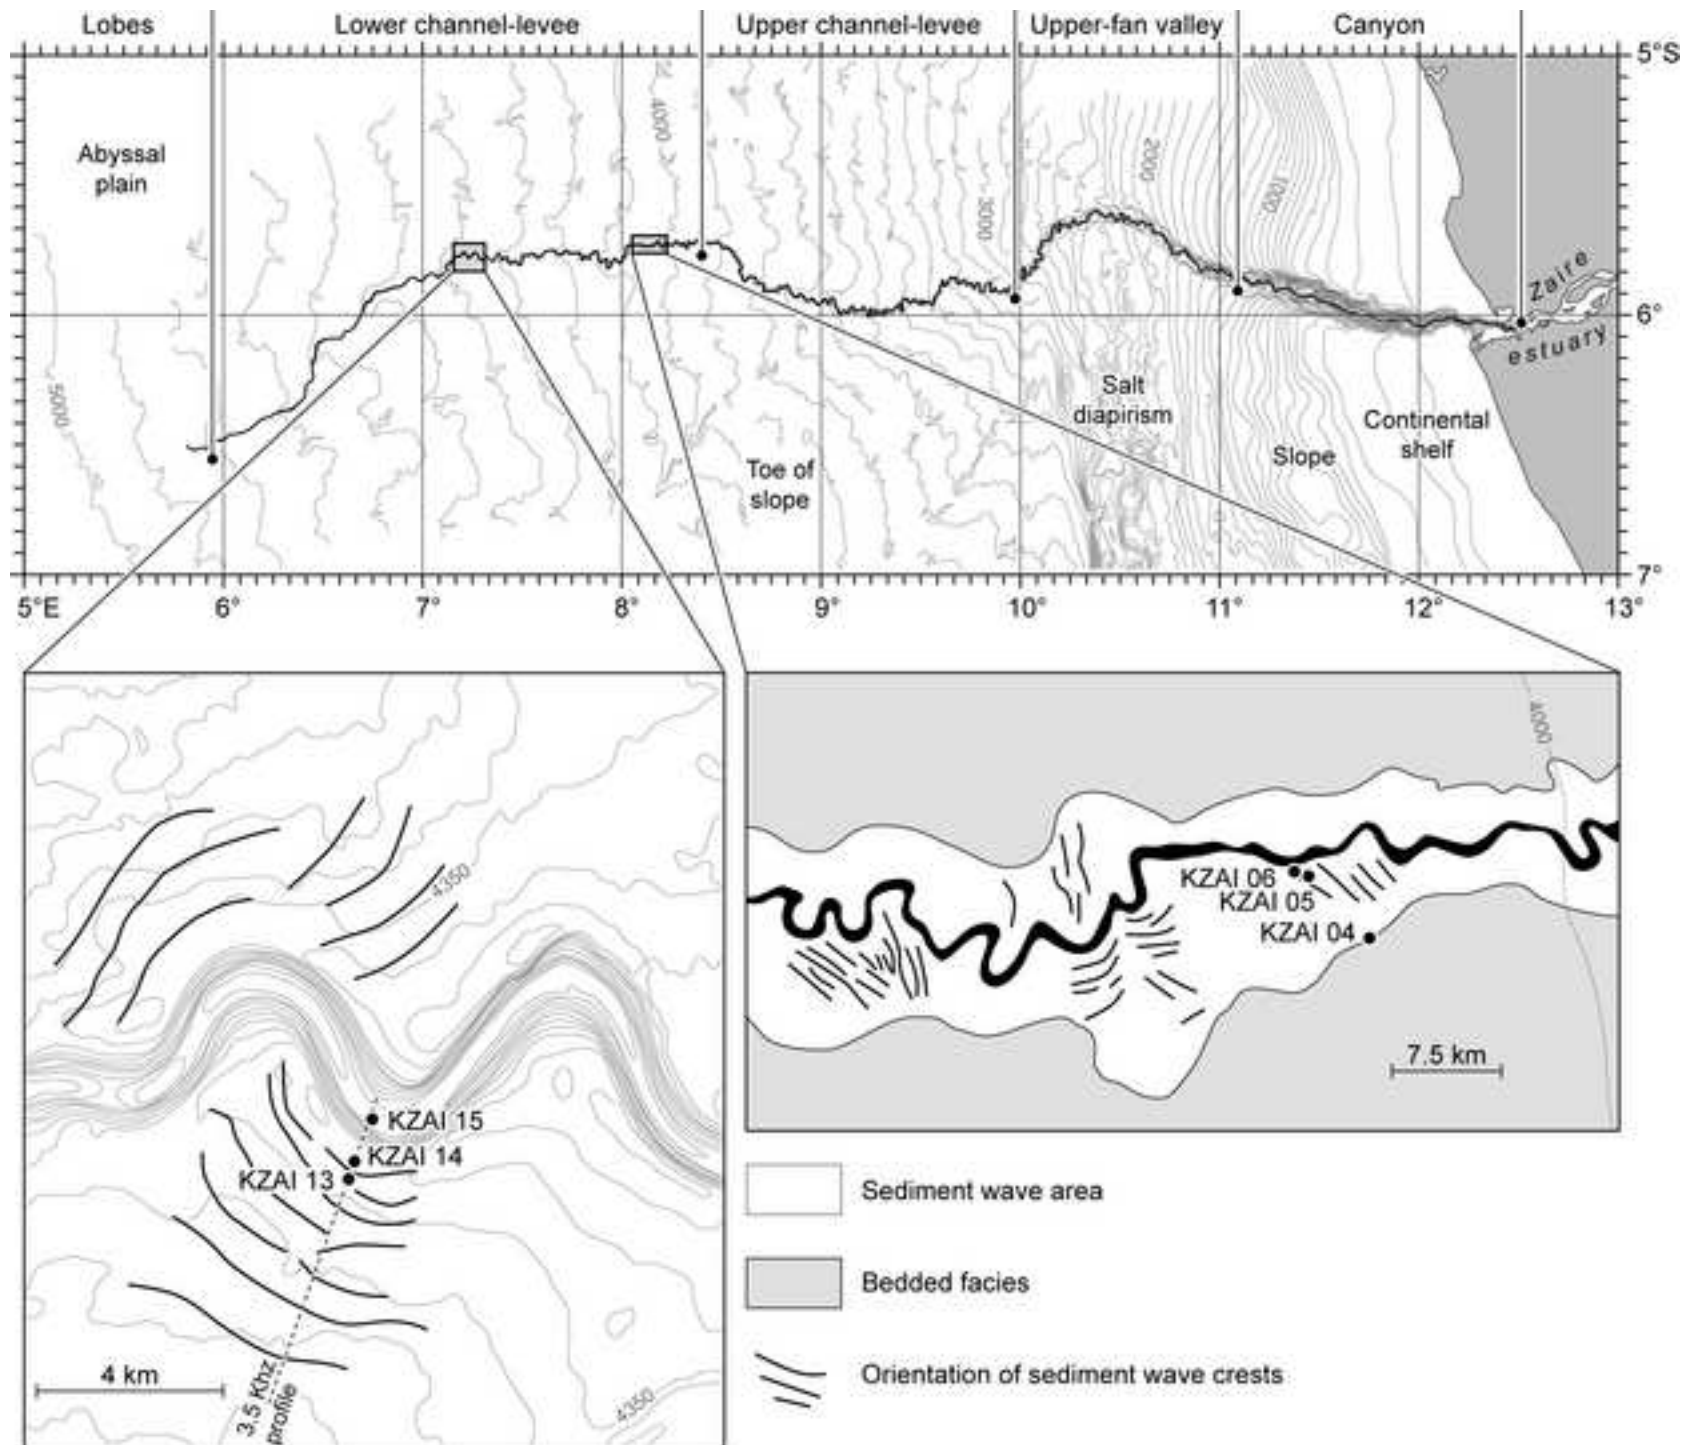 Lobes
Lower channel-levee
Upper channel-levee
Upper-fan valley
Canyon
5°S
Abyssal
plain
4000
2000
1000
3000
Zaire
6°
estuary
5000
Salt
diapirism
Continental
shelf
Toe of
slope
Slope
7°
5°E
6°
7°
8°
9°
10°
11°
12°
13°
4350
KZAI 15
KZAI 14
KZAI 13
4 km
3.5 Khz
profile
4350
4000
KZAI 06
KZAI 05
KZAI 04
7.5 km
Sediment wave area
Bedded facies
Orientation of sediment wave crests